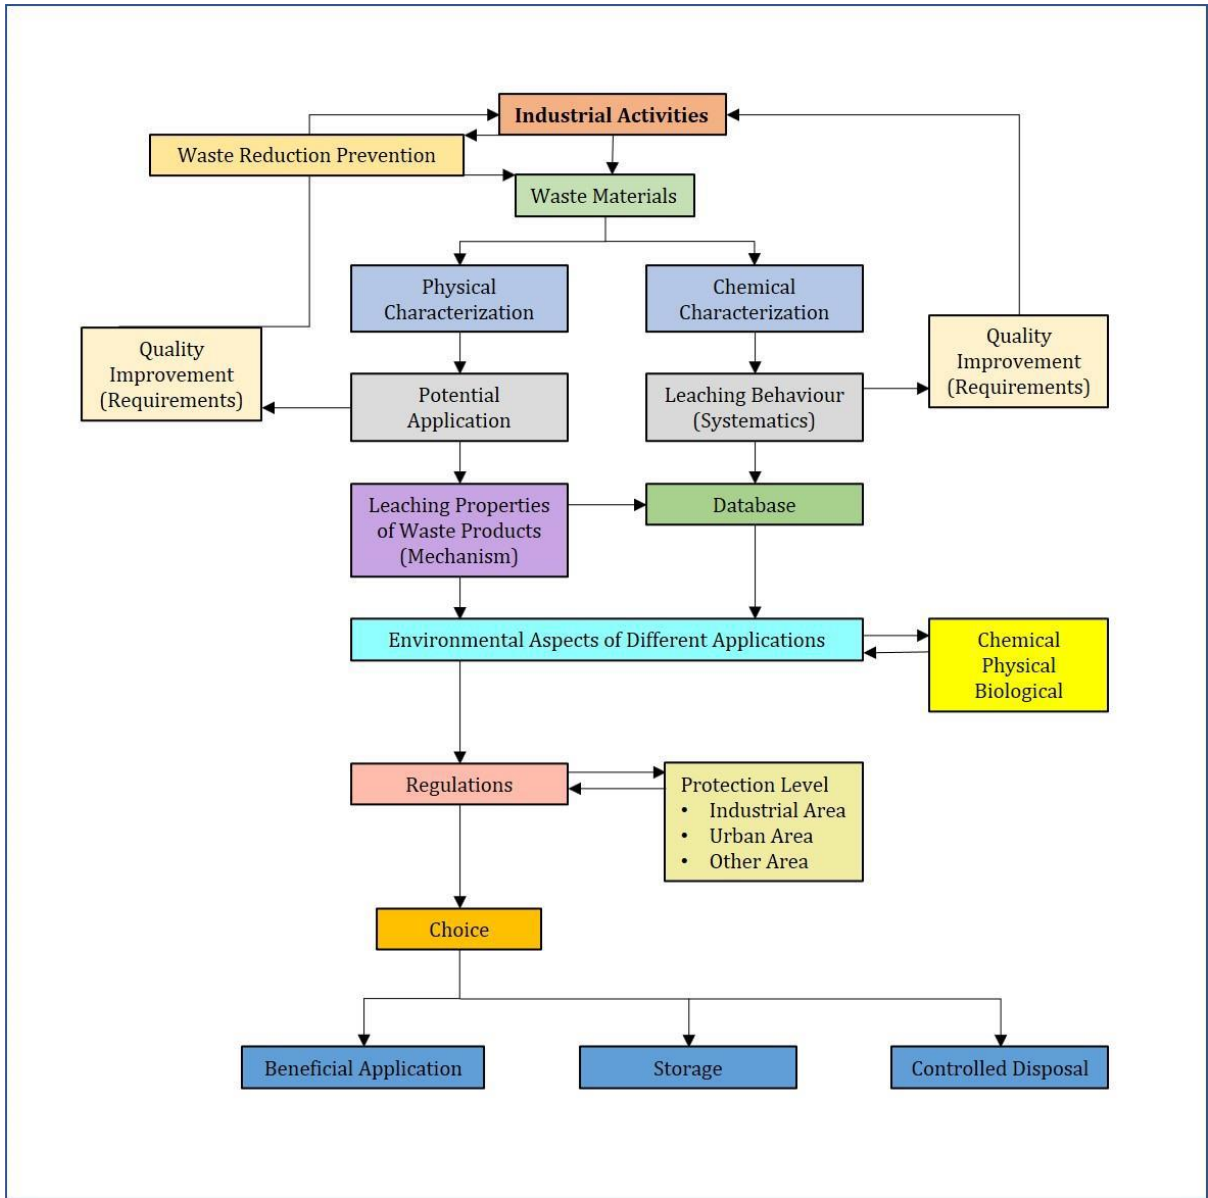 Industrial Activities
Waste Reduction Prevention
Waste Materials
Physical
Characterization
Chemical
Characterization
Quality
Improvement
(Requirements)
Quality
Improvement
(Requirements)
Potential
Application
Leaching Behaviour
(Systematics)
Leaching Properties
of Waste Products
(Mechanism)
Database
Environmental Aspects of Different Applications
Chemical
Physical
Biological
Regulations
Protection Level
• Industrial Area
• Urban Area
• Other Area
Choice
Beneficial Application
Storage
Controlled Disposal